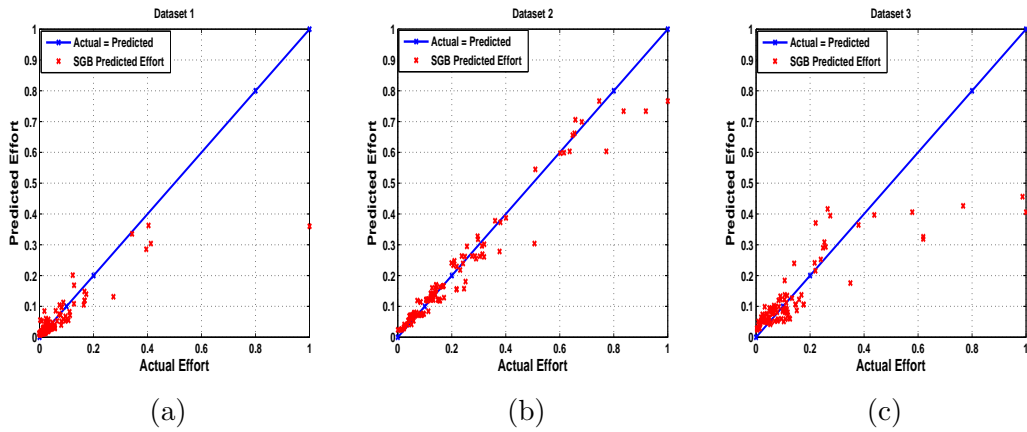 Dataset 1
Actual = Predicted
SGB Predicted Effort
Predicted Effort
1
0.9
0.8
0.7
0.6
0.5
0.4
0.3
0.2
0.1
0
0 0.2 0.4 0.6 0.8 1
Actual Effort
(a)
Dataset 2
Actual = Predicted
SGB Predicted Effort
Predicted Effort
1
0.9
0.8
0.7
0.6
0.5
0.4
0.3
0.2
0.1
0
0 0.2 0.4 0.6 0.8 1
Actual Effort
(b)
Dataset 3
Actual = Predicted
SGB Predicted Effort
Predicted Effort
1
0.9
0.8
0.7
0.6
0.5
0.4
0.3
0.2
0.1
0
0 0.2 0.4 0.6 0.8 1
Actual Effort
(c)